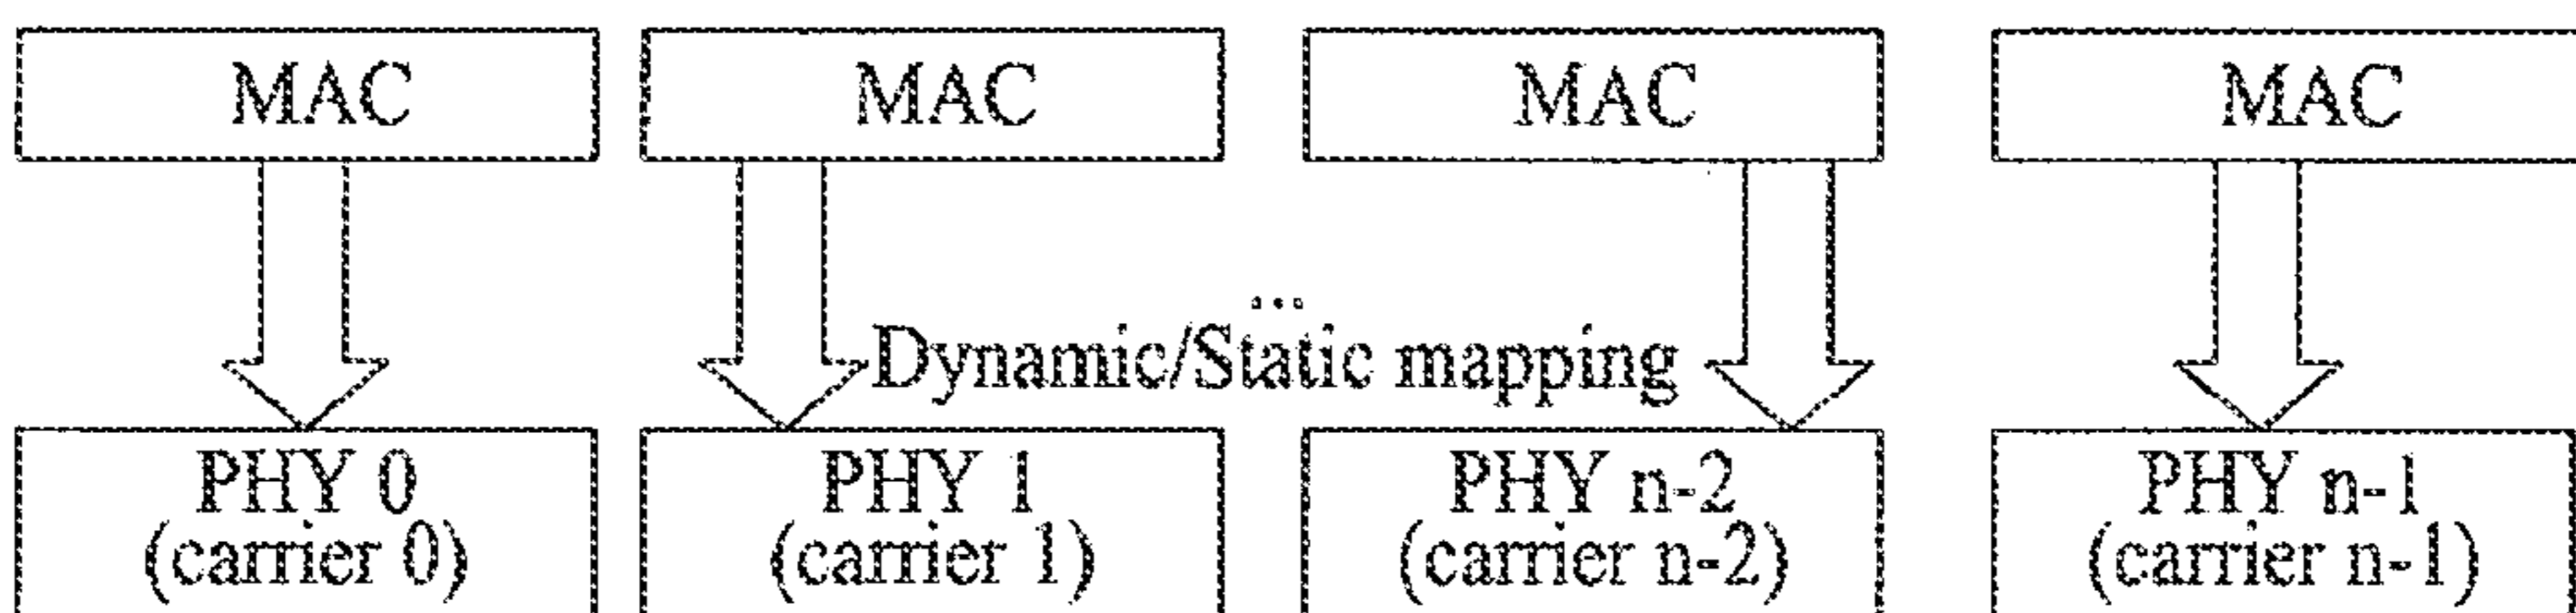 MAC
MAC
MAC
MAC
...
Dynamic/Static mapping
PHY 0
(carrier 0)
PHY 1
(carrier 1)
PHY n-2
(carrier n-2)
PHY n-1
(carrier n-1)